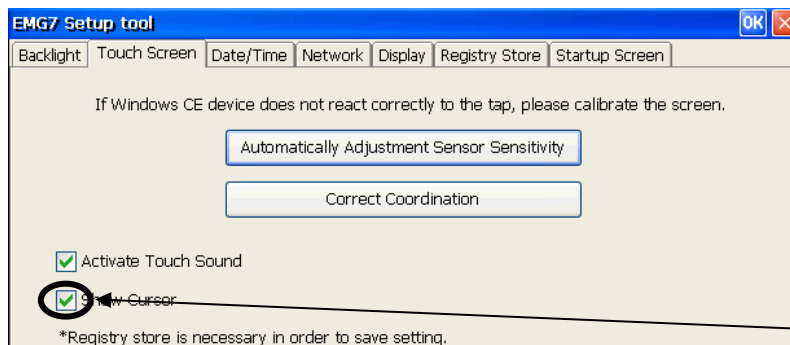 EMG7 Setup tool OK
Backlight Touch Screen Date/Time Network Display Registry Store Startup Screen
If Windows CE device does not react correctly to the tap, please calibrate the screen.
Automatically Adjustment Sensor Sensitivity
Correct Coordination
Activate Touch Sound
Show Cursor
*Registry store is necessary in order to save setting.